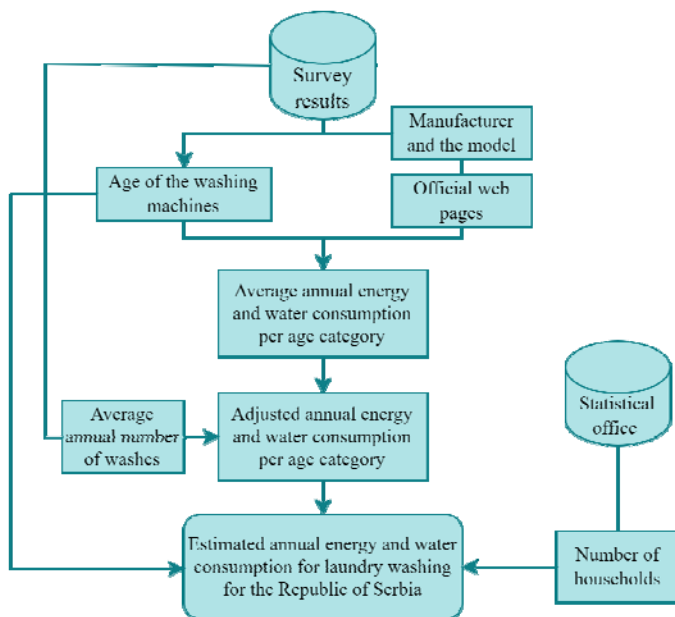 Survey
results
Manufacturer
and the model
Age of the washing
machines
Official web
pages
Average annual energy
and water consumption
per age category
Average
annual number
of washes
Adjusted annual energy
and water consumption
per age category
Statistical
office
Estimated annual energy and water
consumption for laundry washing
for the Republic of Serbia
Number of
households